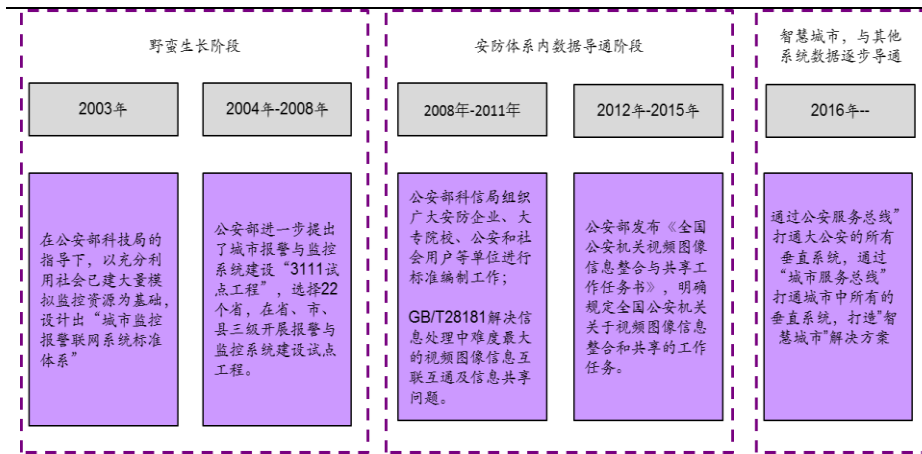 野蛮生长阶段
安防体系内数据导通阶段
智慧城市，与其他
系统数据逐步导通
2003年
2004年-2008年
2008年-2011年
2012年-2015年
2016年--
在公安部科技局的
指导下，以充分利
用社会已建大量模
拟监控资源为基础，
设计出“城市监控
报警联网系统标准
体系”
公安部进一步提出
了城市报警与监控
系统建设“3111试
点工程”，选择22
个省，在省、市、
县三级开展报警与
监控系统建设试点
工程。
公安部科信局组织
广大安防企业、大
专院校、公安和社
会用户等单位进行
标准编制工作；
GB/T28181解决信
息处理中难度最大
的视频图像信息互
联互通及信息共享
问题。
公安部发布《全国
公安机关视频图像
信息整合与共享工
作任务书》，明确
规定全国公安机关
关于视频图像信息
整合和共享的工作
任务。
通过公安服务总线”
打通大公安的所有
垂直系统，通过
“城市服务总线”
打通城市中所有的
垂直系统，打造”智
慧城市”解决方案